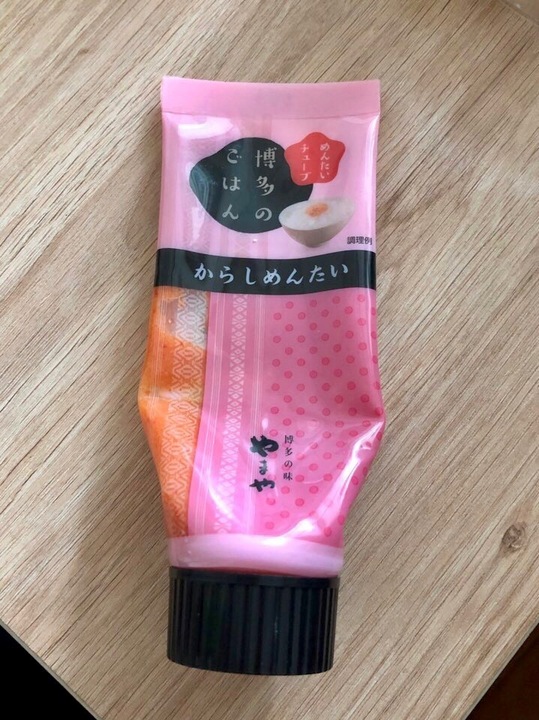 博多の
ごはん
めんたい
チューブ
調理例
からしめんたい
博多の味
やまや